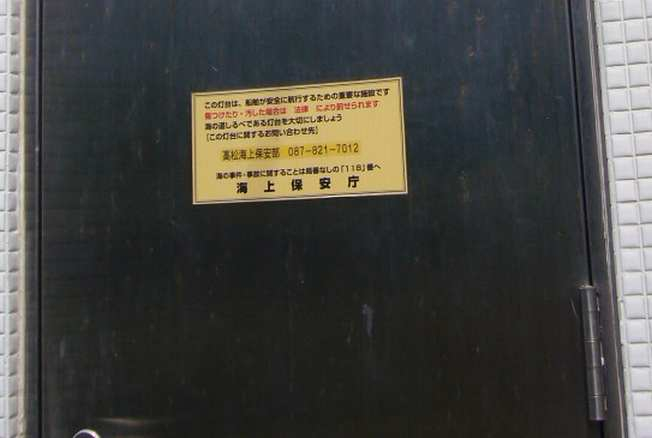 この灯台は、船舶が安全に航行するための重要な施設です
傷つけたり・汚した場合は 法律 により罰せられます
海の道しるべである灯台を大切にしましょう
(この灯台に関するお問い合わせ先)
高松海上保安部 087-821-7012
海の事件・事故に関することは局番なしの「118」番へ
海上保安庁